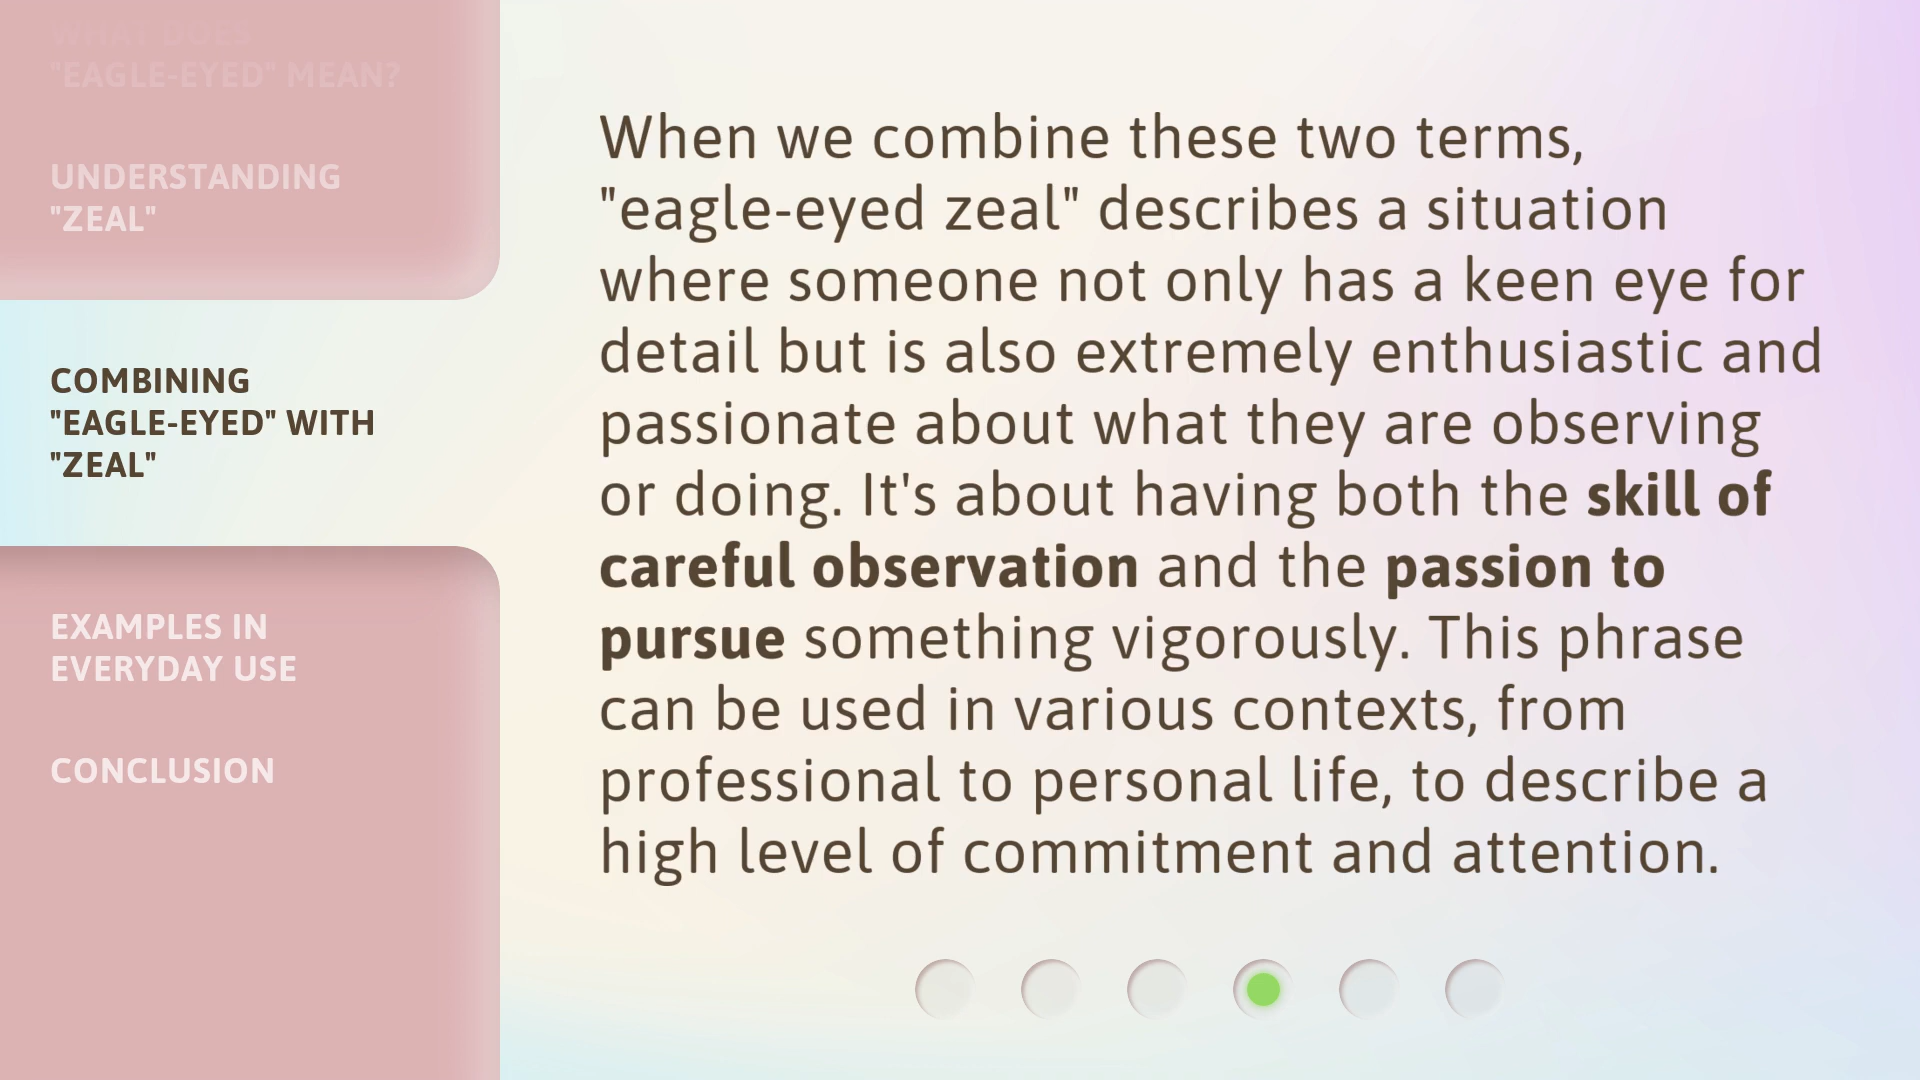 WHAT DOES
"EAGLE-EYED" MEAN?
UNDERSTANDING
"ZEAL"
COMBINING
"EAGLE-EYED" WITH
"ZEAL"
EXAMPLES IN
EVERYDAY USE
CONCLUSION
When we combine these two terms,
"eagle-eyed zeal" describes a situation
where someone not only has a keen eye for
detail but is also extremely enthusiastic and
passionate about what they are observing
or doing. It's about having both the skill of
careful observation and the passion to
pursue something vigorously. This phrase
can be used in various contexts, from
professional to personal life, to describe a
high level of commitment and attention.